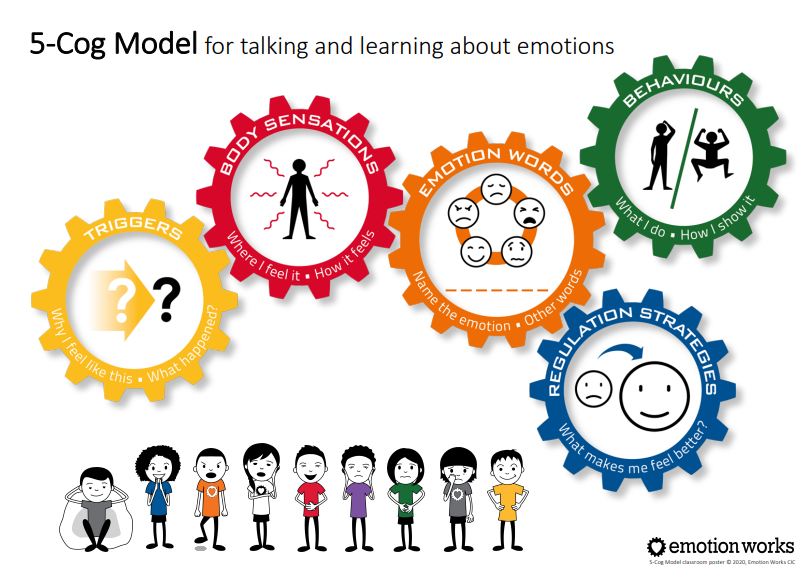 5-Cog Model for talking and learning about emotions
BEHAVIOURS
What I do ▪ How I show it
BODY SENSATIONS
Where I feel it ▪ How it feels
EMOTION WORDS
Name the emotion ▪ Other words
TRIGGERS
? ?
Why I feel like this ▪ What happened?
REGULATION STRATEGIES
What makes me feel better?
emotion works
5-Cog Model classroom poster © 2020, Emotion Works CIC